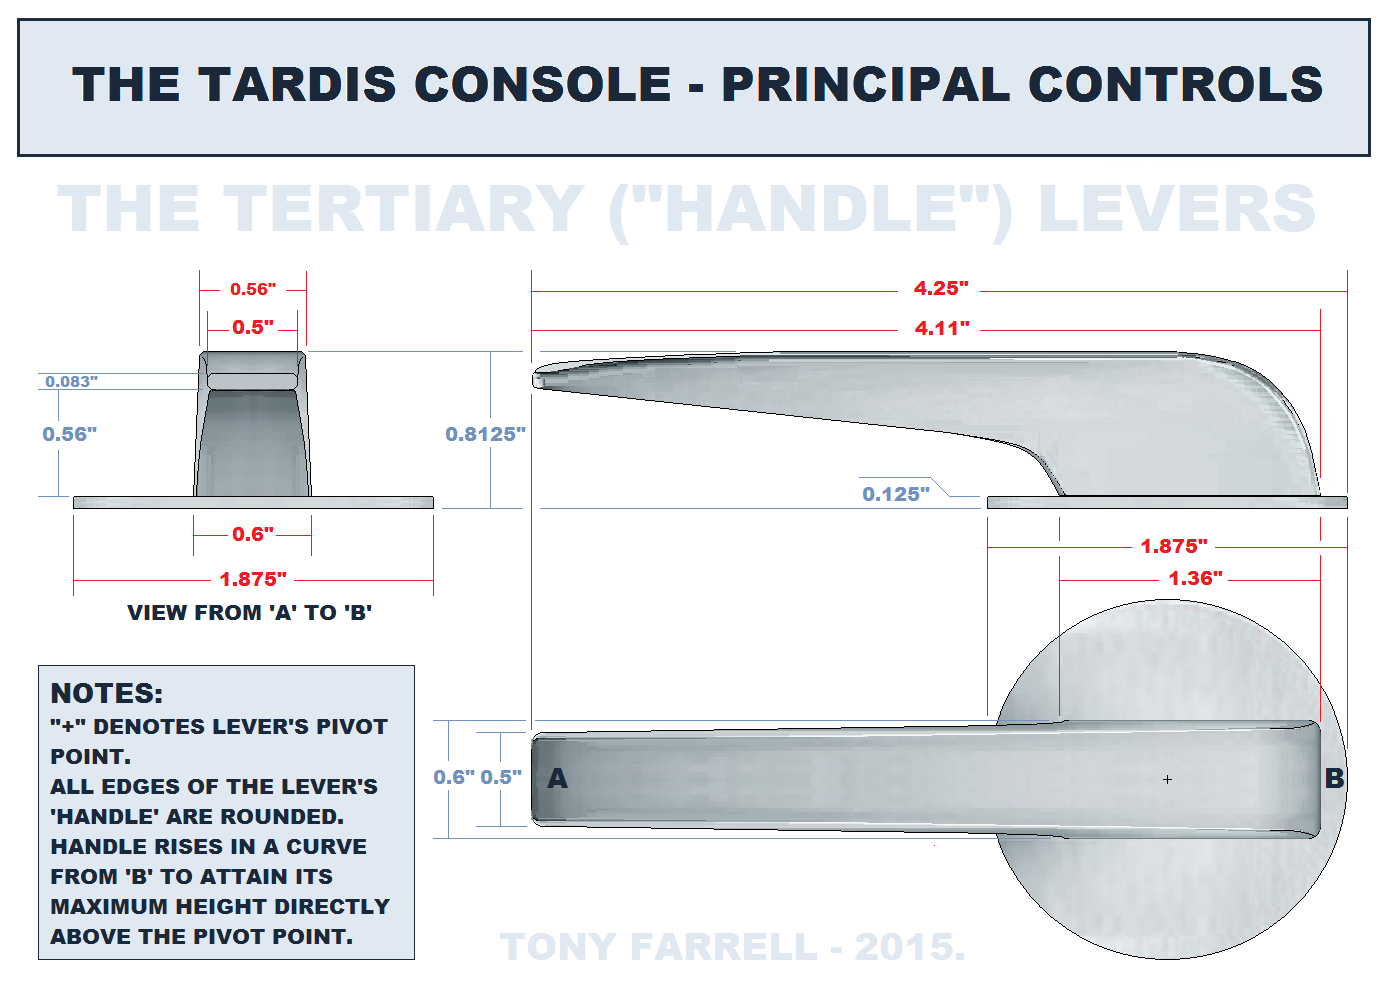 THE TARDIS CONSOLE - PRINCIPAL CONTROLS
THE TERTIARY ("HANDLE") LEVERS
0.56"
0.5"
0.083"
0.56"
0.6"
1.875"
VIEW FROM 'A' TO 'B'
4.25"
4.11"
0.8125"
0.125"
1.875"
1.36"
0.6" 0.5"
A
B
+
NOTES:
"+" DENOTES LEVER'S PIVOT
POINT.
ALL EDGES OF THE LEVER'S
'HANDLE' ARE ROUNDED.
HANDLE RISES IN A CURVE
FROM 'B' TO ATTAIN ITS
MAXIMUM HEIGHT DIRECTLY
ABOVE THE PIVOT POINT.
TONY FARRELL - 2015.